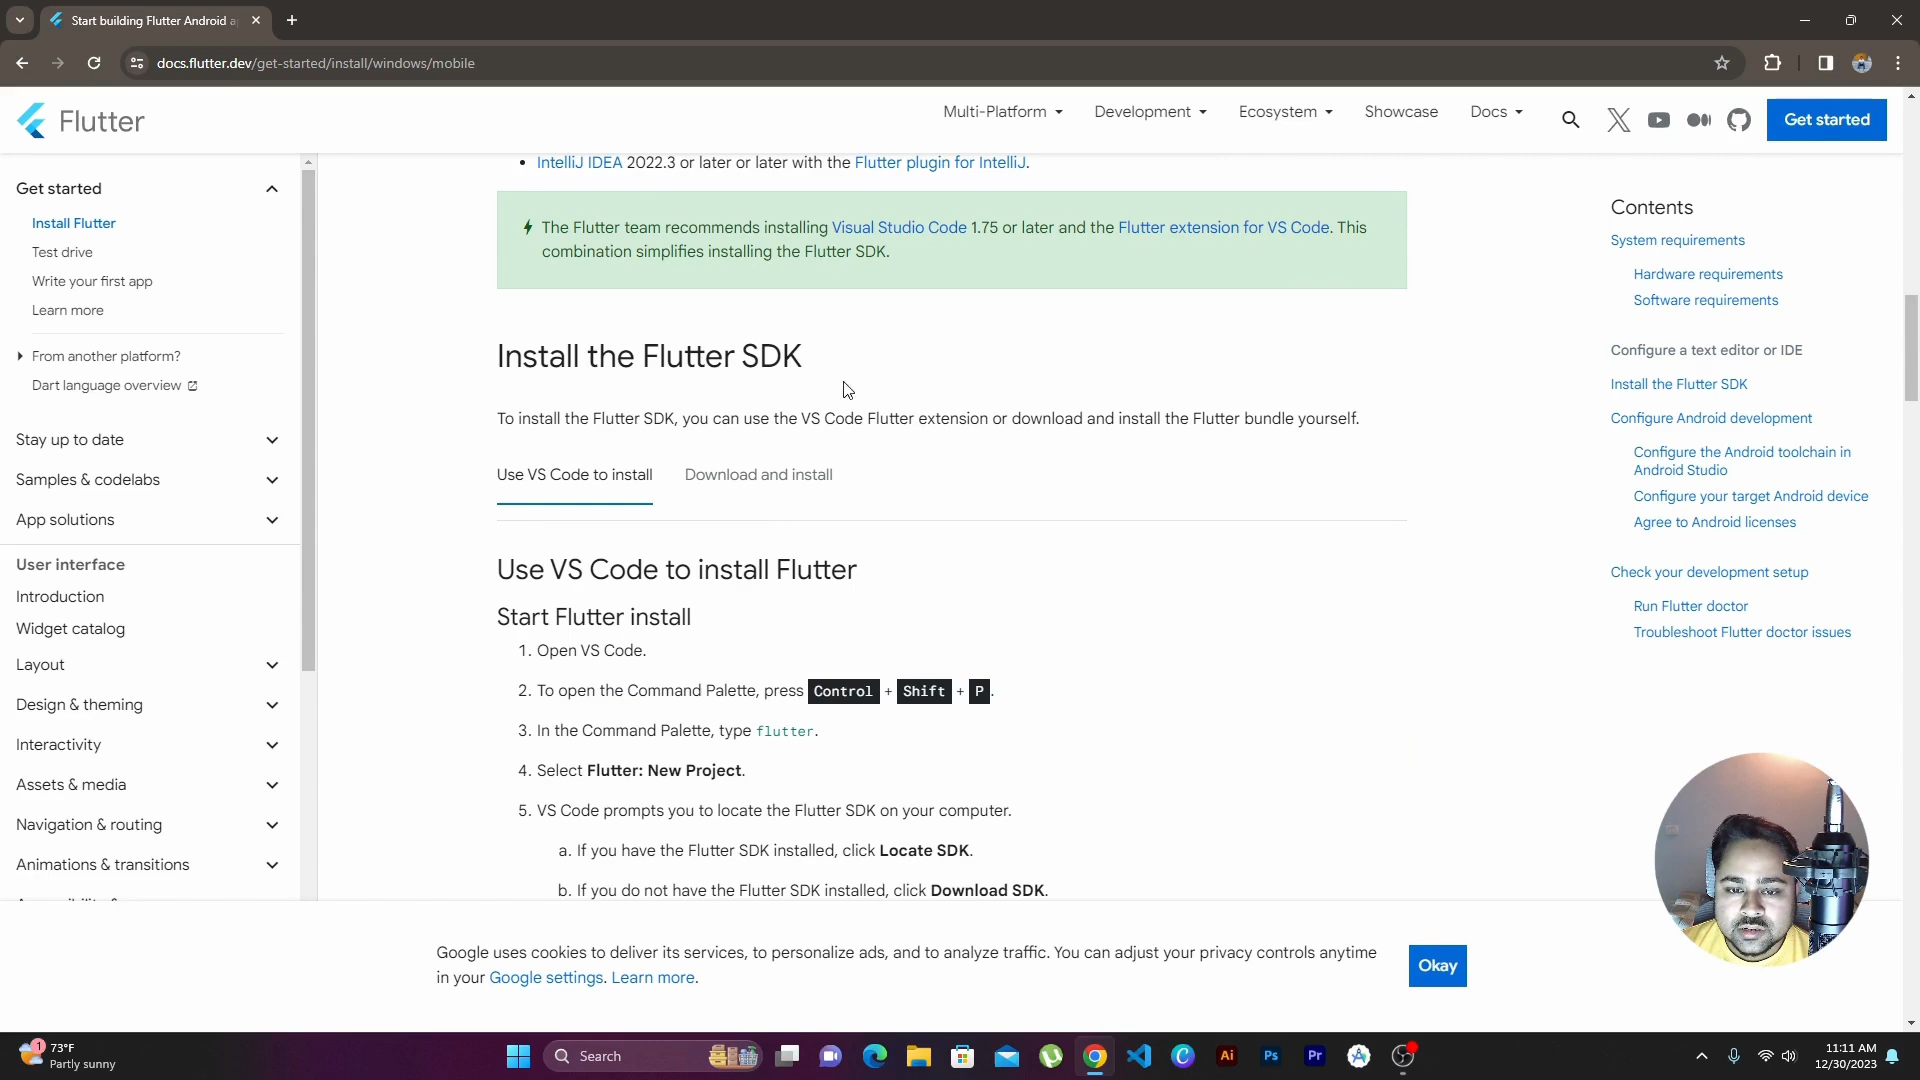 Start building Flutter Android a
docs.flutter.dev/get-started/install/windows/mobile
Flutter
Multi-Platform
Development
Ecosystem
Showcase
Docs
Get started
Get started
Install Flutter
Test drive
Write your first app
Learn more
From another platform?
Dart language overview
Stay up to date
Samples & codelabs
App solutions
User interface
Introduction
Widget catalog
Layout
Design & theming
Interactivity
Assets & media
Navigation & routing
Animations & transitions
• IntelliJ IDEA 2022.3 or later or later with the Flutter plugin for IntelliJ.
The Flutter team recommends installing Visual Studio Code 1.75 or later and the Flutter extension for VS Code. This
combination simplifies installing the Flutter SDK.
Install the Flutter SDK
To install the Flutter SDK, you can use the VS Code Flutter extension or download and install the Flutter bundle yourself.
Use VS Code to install
Download and install
Use VS Code to install Flutter
Start Flutter install
1. Open VS Code.
2. To open the Command Palette, press Control + Shift + P.
3. In the Command Palette, type flutter.
4. Select Flutter: New Project.
5. VS Code prompts you to locate the Flutter SDK on your computer.
a. If you have the Flutter SDK installed, click Locate SDK.
b. If you do not have the Flutter SDK installed, click Download SDK.
Contents
System requirements
Hardware requirements
Software requirements
Configure a text editor or IDE
Install the Flutter SDK
Configure Android development
Configure the Android toolchain in
Android Studio
Configure your target Android device
Agree to Android licenses
Check your development setup
Run Flutter doctor
Troubleshoot Flutter doctor issues
Google uses cookies to deliver its services, to personalize ads, and to analyze traffic. You can adjust your privacy controls anytime
in your Google settings. Learn more.
Okay
1
73°F
Partly sunny
Search
Ai
Ps
Pr
11:11 AM
12/30/2023